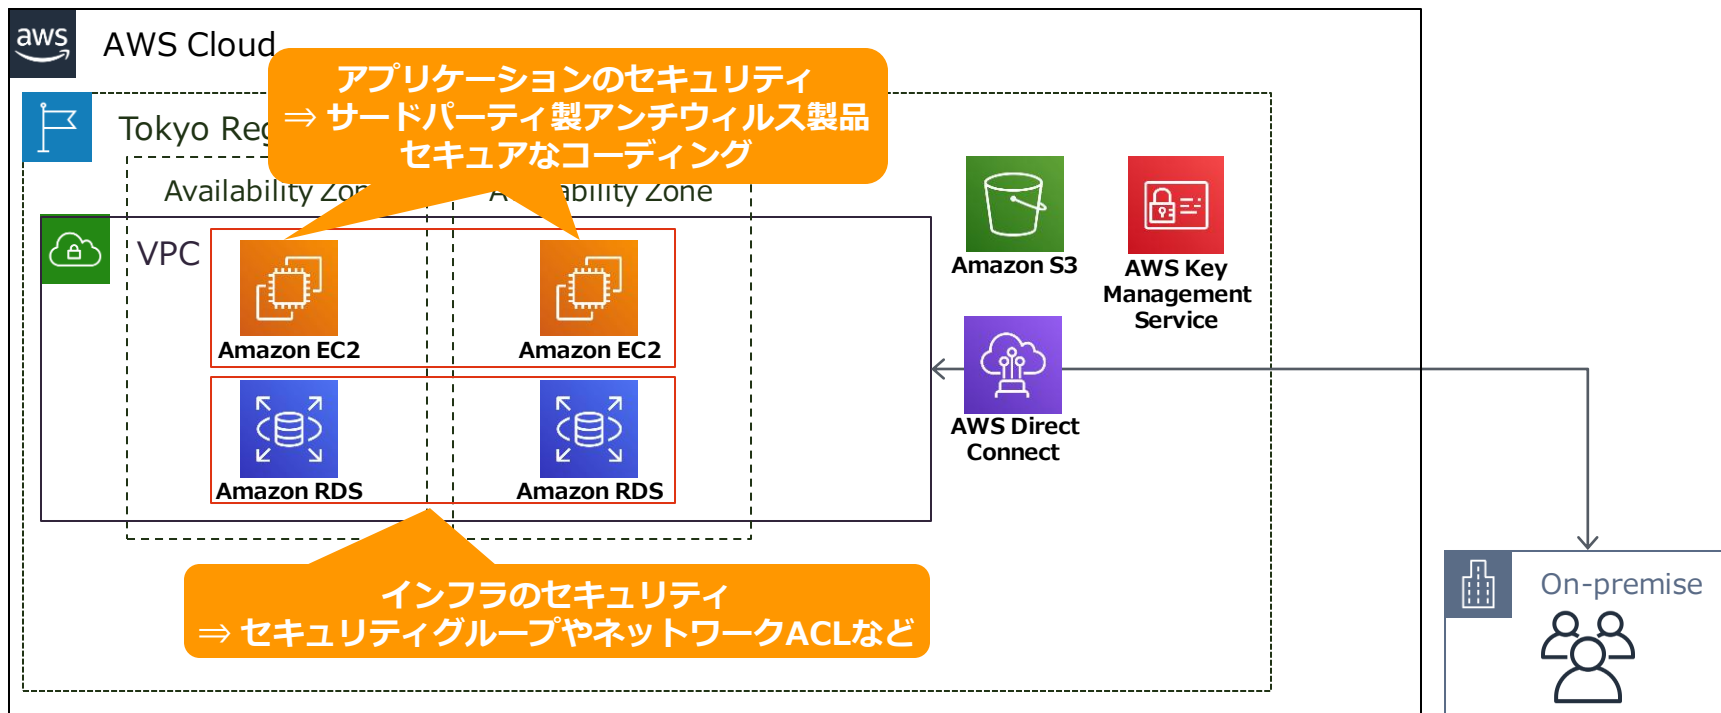 aws
AWS Cloud
アプリケーションのセキュリティ
⇒ サードパーティ製アンチウィルス製品
セキュアなコーディング
Tokyo Reg
Availability Zon
Availability Zone
VPC
Amazon EC2
Amazon EC2
Amazon RDS
Amazon RDS
Amazon S3
AWS Key
Management
Service
AWS Direct
Connect
インフラのセキュリティ
⇒ セキュリティグループやネットワークACLなど
On-premise